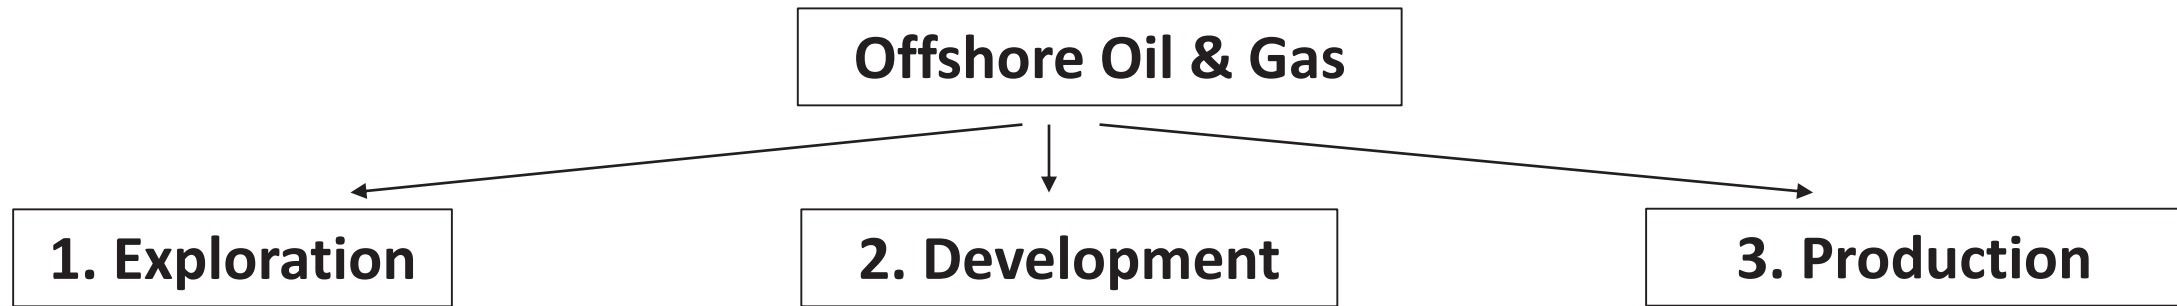 Offshore Oil & Gas
1. Exploration
2. Development
3. Production